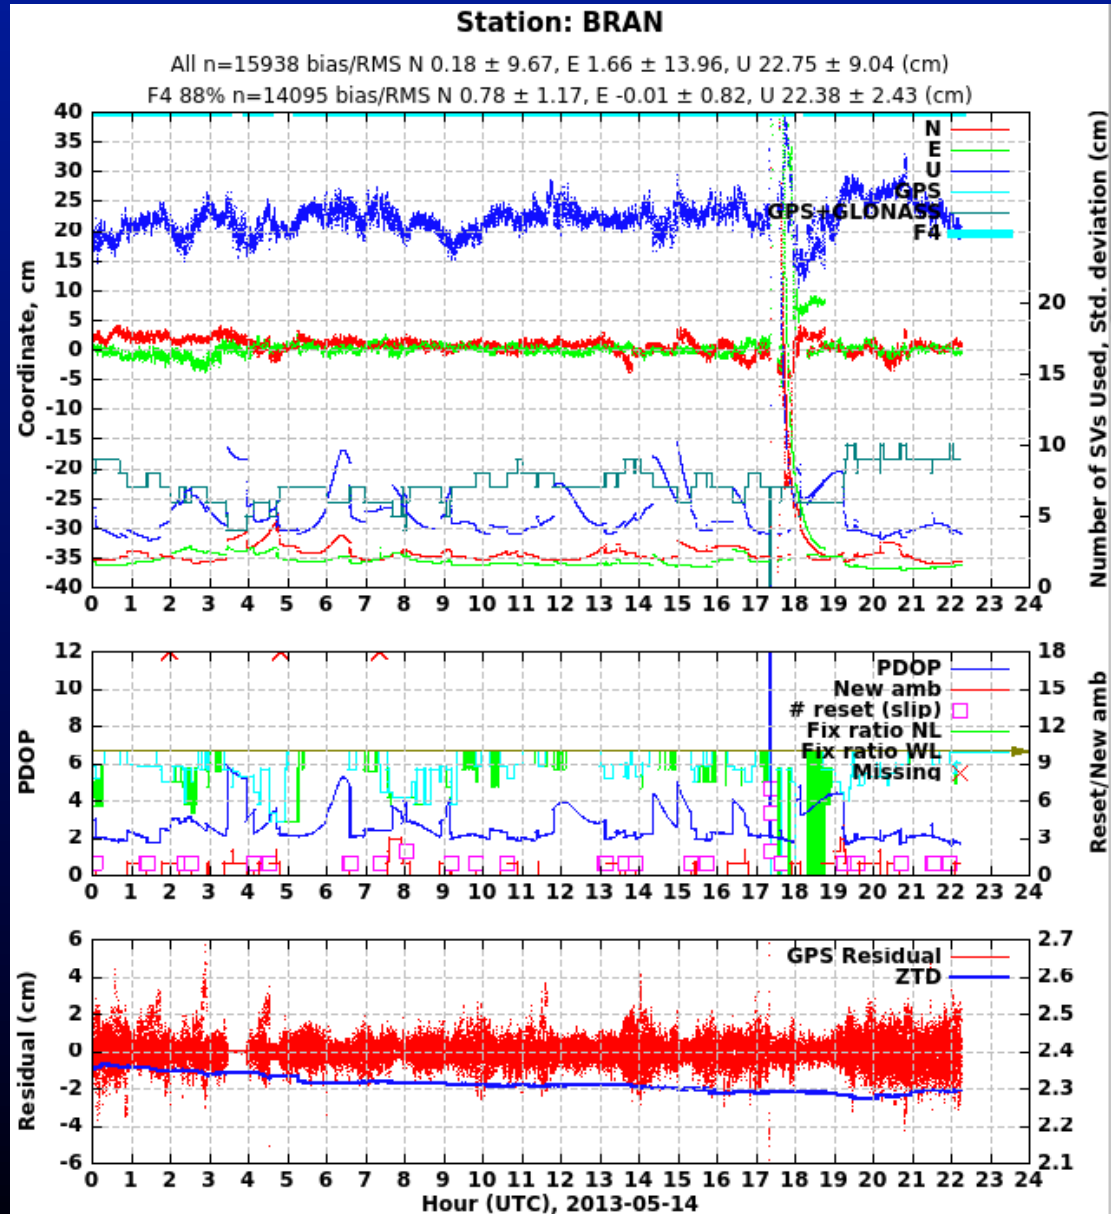 Station: BRAN
All n=15938 bias/RMS N 0.18 ± 9.67, E 1.66 ± 13.96, U 22.75 ± 9.04 (cm)
F4 88% n=14095 bias/RMS N 0.78 ± 1.17, E -0.01 ± 0.82, U 22.38 ± 2.43 (cm)
40
35
30
25
20
15
10
5
0
-5
-10
-15
-20
-25
-30
-35
-40
Coordinate, cm
N
E
U
GPS
GPS+GLONASS
F4
20
15
10
5
0
Number of SVs Used, Std. deviation (cm)
0 1 2 3 4 5 6 7 8 9 10 11 12 13 14 15 16 17 18 19 20 21 22 23 24
12
10
8
6
4
2
0
PDOP
PDOP
New amb
# reset (slip)
Fix ratio NL
Fix ratio WL
Missing
18
15
12
9
6
3
0
Reset/New amb
0 1 2 3 4 5 6 7 8 9 10 11 12 13 14 15 16 17 18 19 20 21 22 23 24
6
4
2
0
-2
-4
-6
Residual (cm)
GPS Residual
ZTD
2.7
2.6
2.5
2.4
2.3
2.2
2.1
0 1 2 3 4 5 6 7 8 9 10 11 12 13 14 15 16 17 18 19 20 21 22 23 24
Hour (UTC), 2013-05-14